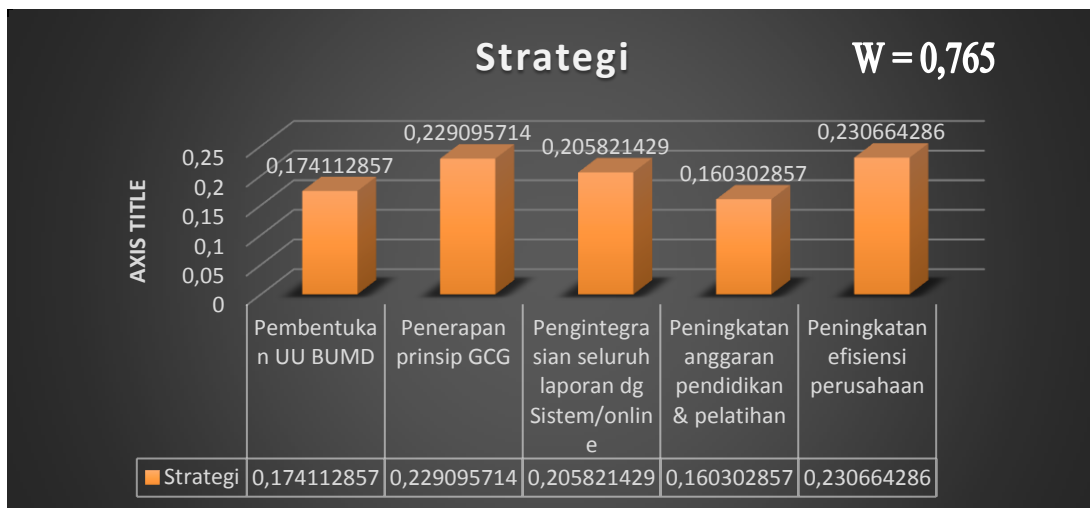 Strategi
W = 0,765
AXIS TITLE
0,25
0,2
0,15
0,1
0,05
0
0,174112857
0,229095714
0,205821429
0,160302857
0,230664286
Pembentuka
n UU BUMD
Penerapan
prinsip GCG
Pengintegra
sian seluruh
laporan dg
Sistem/onlin
e
Peningkatan
anggaran
pendidikan
& pelatihan
Peningkatan
efisiensi
perusahaan
Strategi 0,174112857 0,229095714 0,205821429 0,160302857 0,230664286